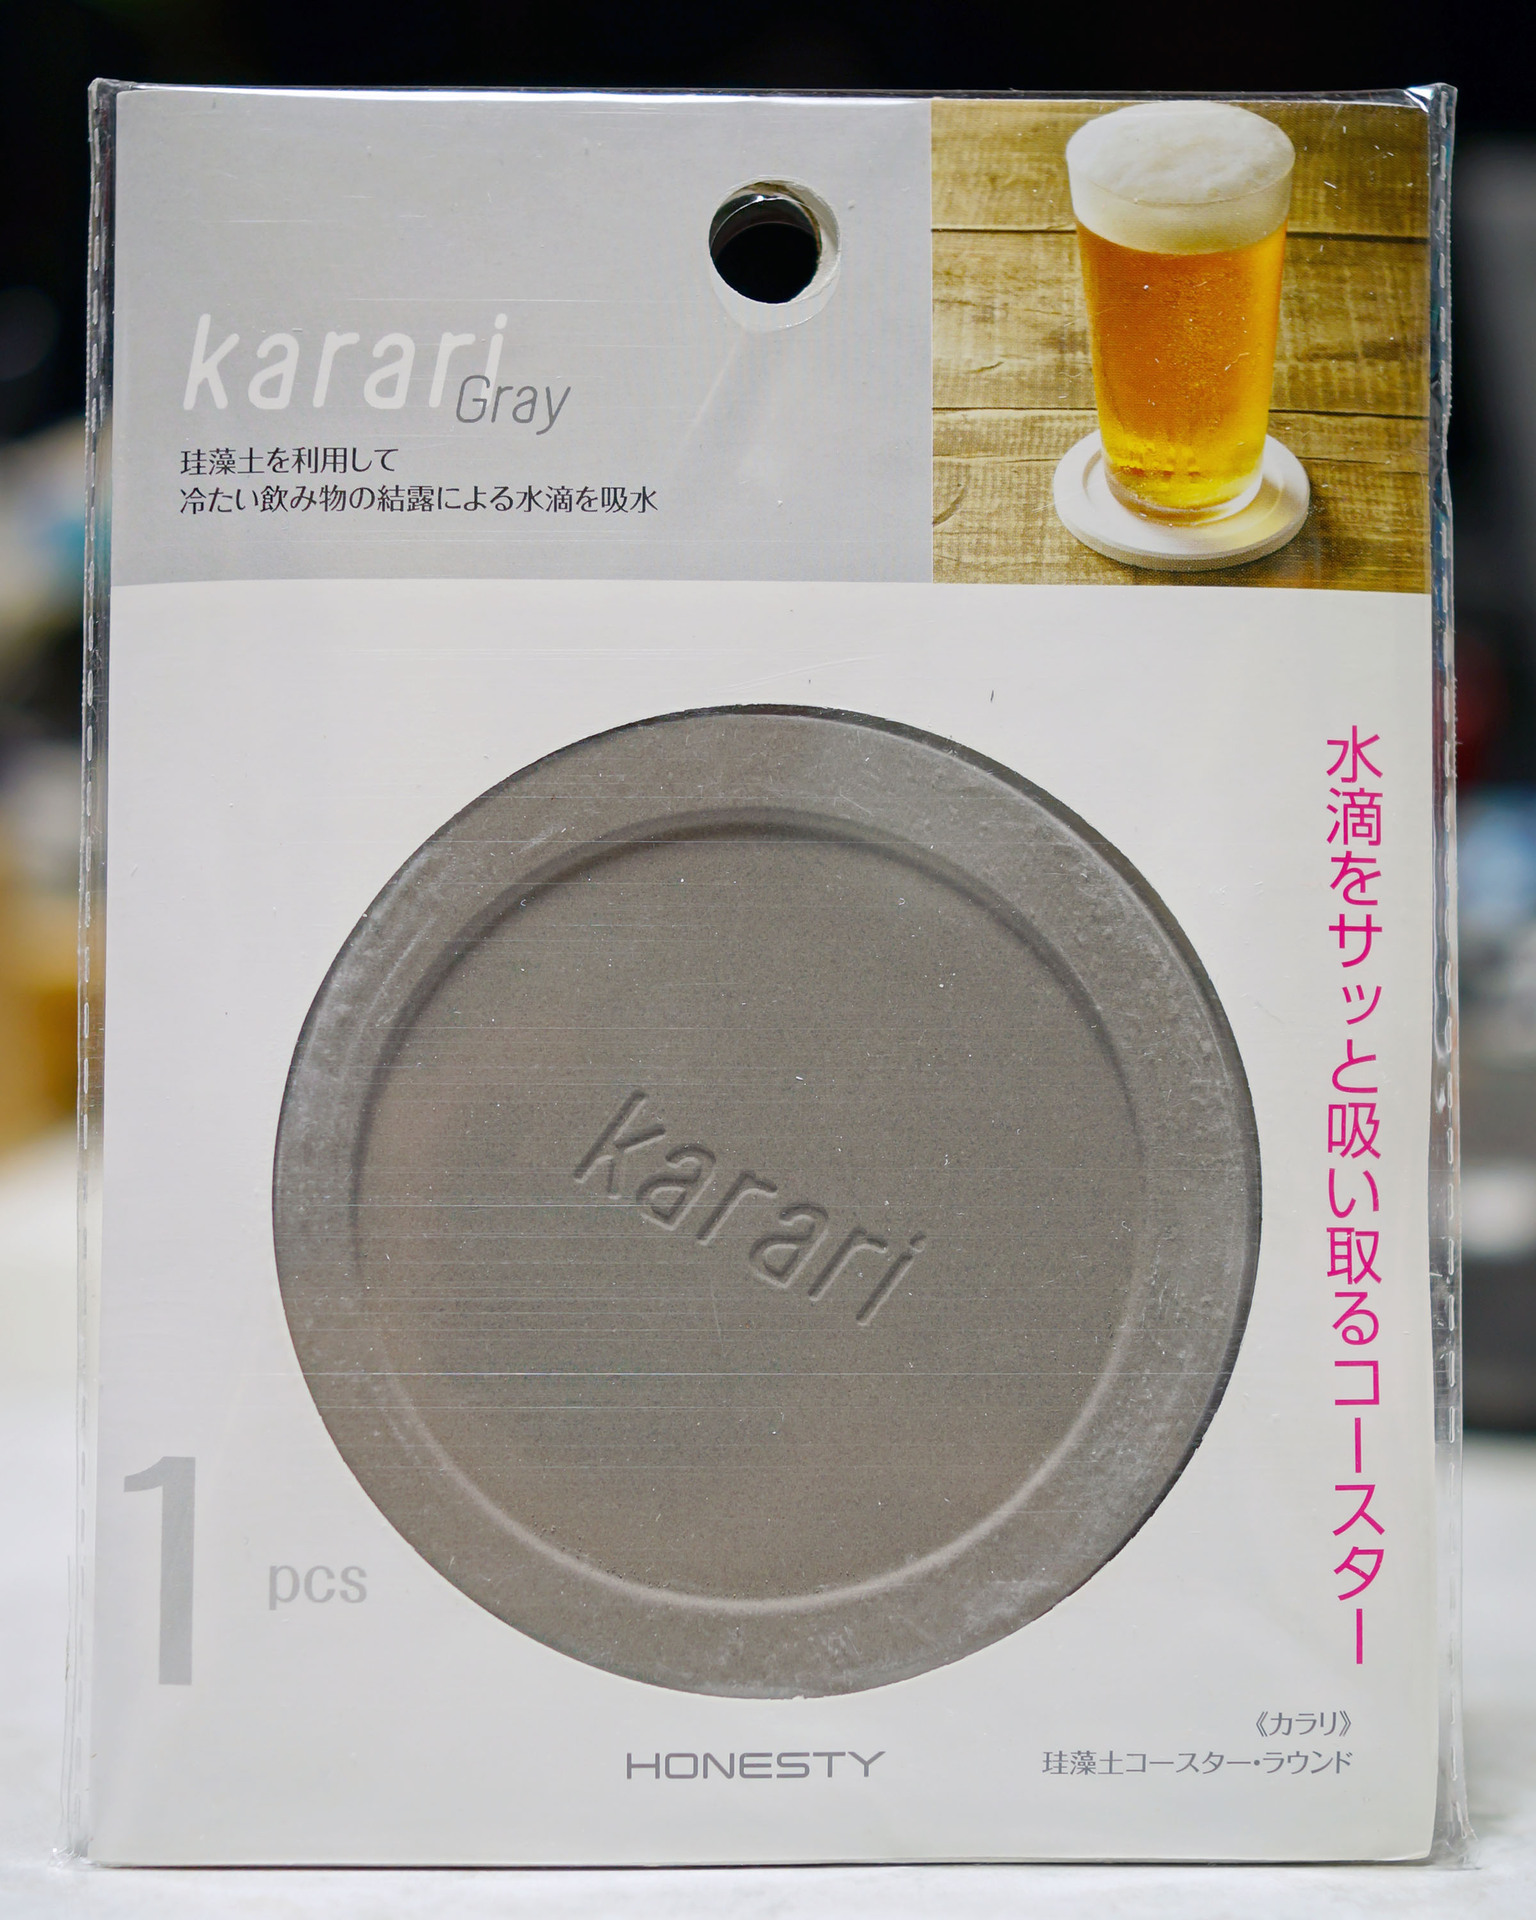 karari
Gray
珪藻土を利用して
冷たい飲み物の結露による水滴を吸水
水滴をサッと吸い取るコースター
karari
1 pcs
HONESTY
《カラリ》
珪藻土コースター・ラウンド